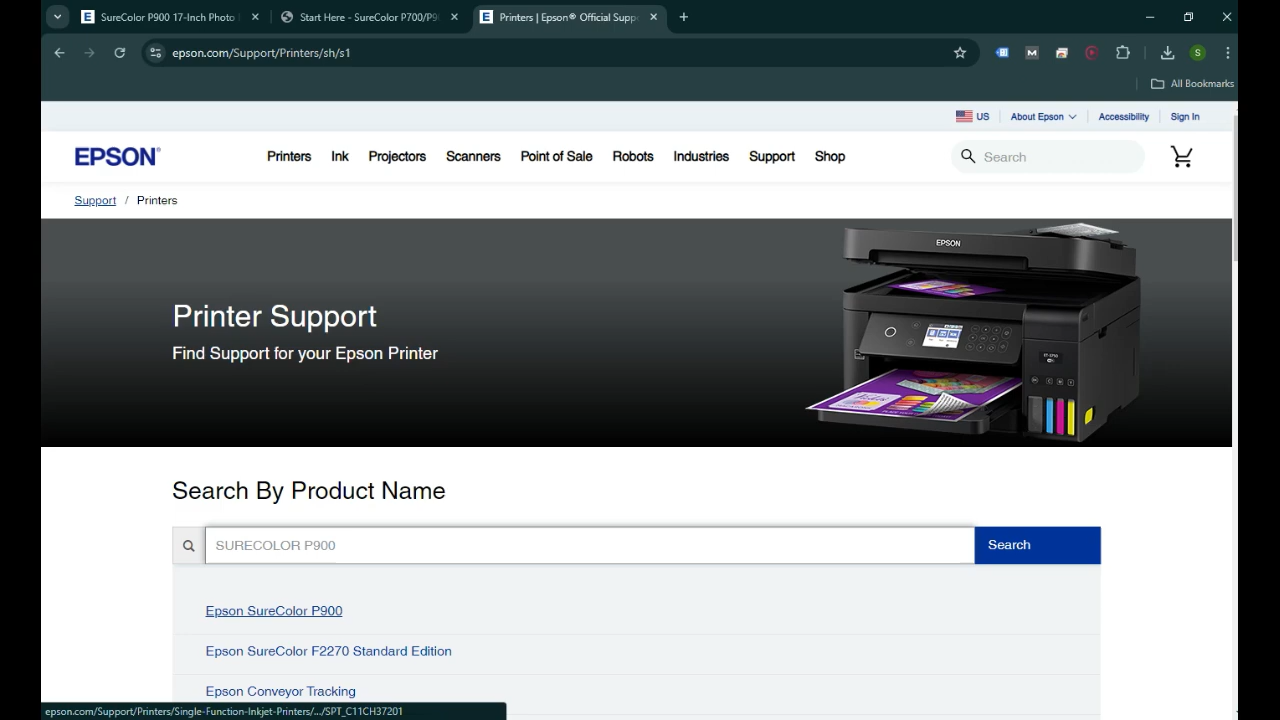 SureColor P900 17-Inch Photo
Start Here - SureColor P700/P9
Printers | Epson® Official Supp
epson.com/Support/Printers/sh/s1
All Bookmarks
US
About Epson
Accessibility
Sign In
EPSON
Printers
Ink
Projectors
Scanners
Point of Sale
Robots
Industries
Support
Shop
Search
Support / Printers
EPSON
Printer Support
Find Support for your Epson Printer
Search By Product Name
SURECOLOR P900
Search
Epson SureColor P900
Epson SureColor F2270 Standard Edition
Epson Conveyor Tracking
epson.com/Support/Printers/Single-Function-Inkjet-Printers/.../SPT_C11CH37201